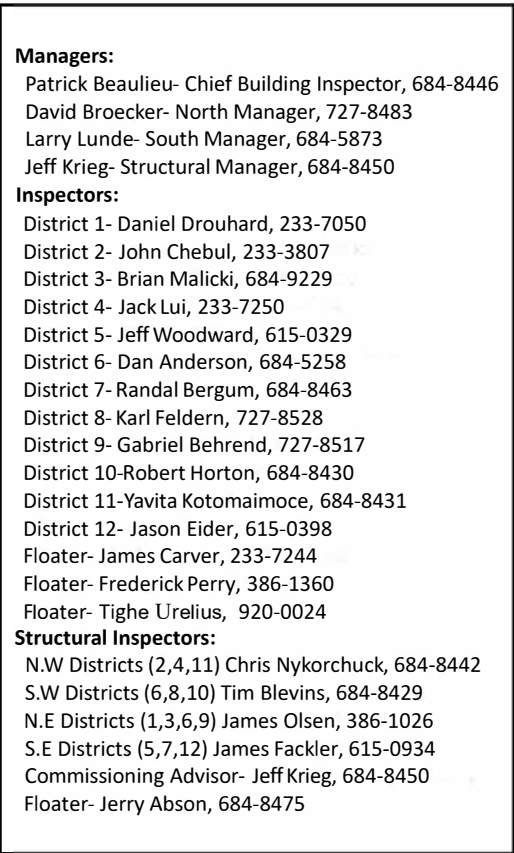 Managers:
Patrick Beaulieu- Chief Building Inspector, 684-8446
David Broecker- North Manager, 727-8483
Larry Lunde- South Manager, 684-5873
Jeff Krieg- Structural Manager, 684-8450
Inspectors:
District 1- Daniel Drouhard, 233-7050
District 2- John Chebul, 233-3807
District 3- Brian Malicki, 684-9229
District 4- Jack Lui, 233-7250
District 5- Jeff Woodward, 615-0329
District 6- Dan Anderson, 684-5258
District 7- Randal Bergum, 684-8463
District 8- Karl Feldern, 727-8528
District 9- Gabriel Behrend, 727-8517
District 10-Robert Horton, 684-8430
District 11-Yavita Kotomaimoce, 684-8431
District 12- Jason Eider, 615-0398
Floater- James Carver, 233-7244
Floater- Frederick Perry, 386-1360
Floater- Tighe Urelius, 920-0024
Structural Inspectors:
N.W Districts (2,4,11) Chris Nykorchuck, 684-8442
S.W Districts (6,8,10) Tim Blevins, 684-8429
N.E Districts (1,3,6,9) James Olsen, 386-1026
S.E Districts (5,7,12) James Fackler, 615-0934
Commissioning Advisor- Jeff Krieg, 684-8450
Floater- Jerry Abson, 684-8475